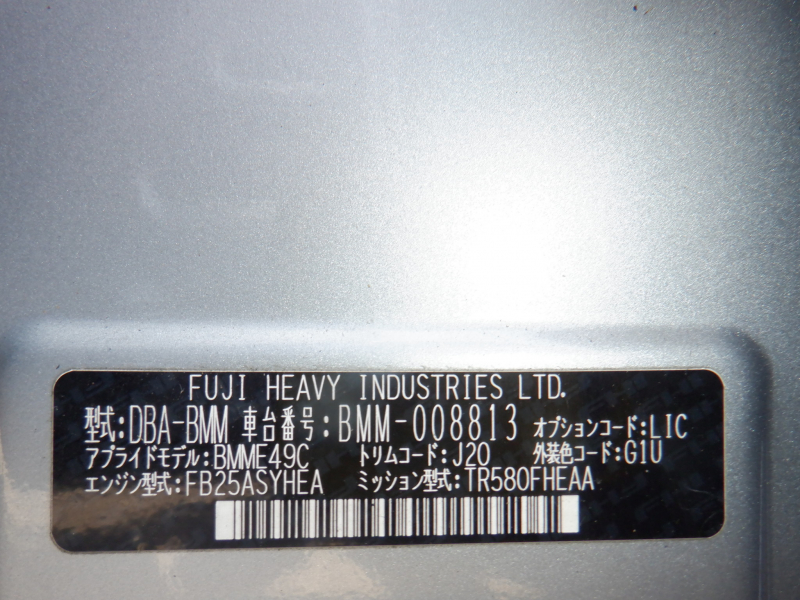 FUJI HEAVY INDUSTRIES LTD.
型式:DBA-BMM 車台番号:BMM-008813 オプションコード:LIC
アプライドモデル:BMME49C トリムコード:J20 外装色コード:G1U
エンジン型式:FB25ASYHEA ミッション型式:TR580FHEAA